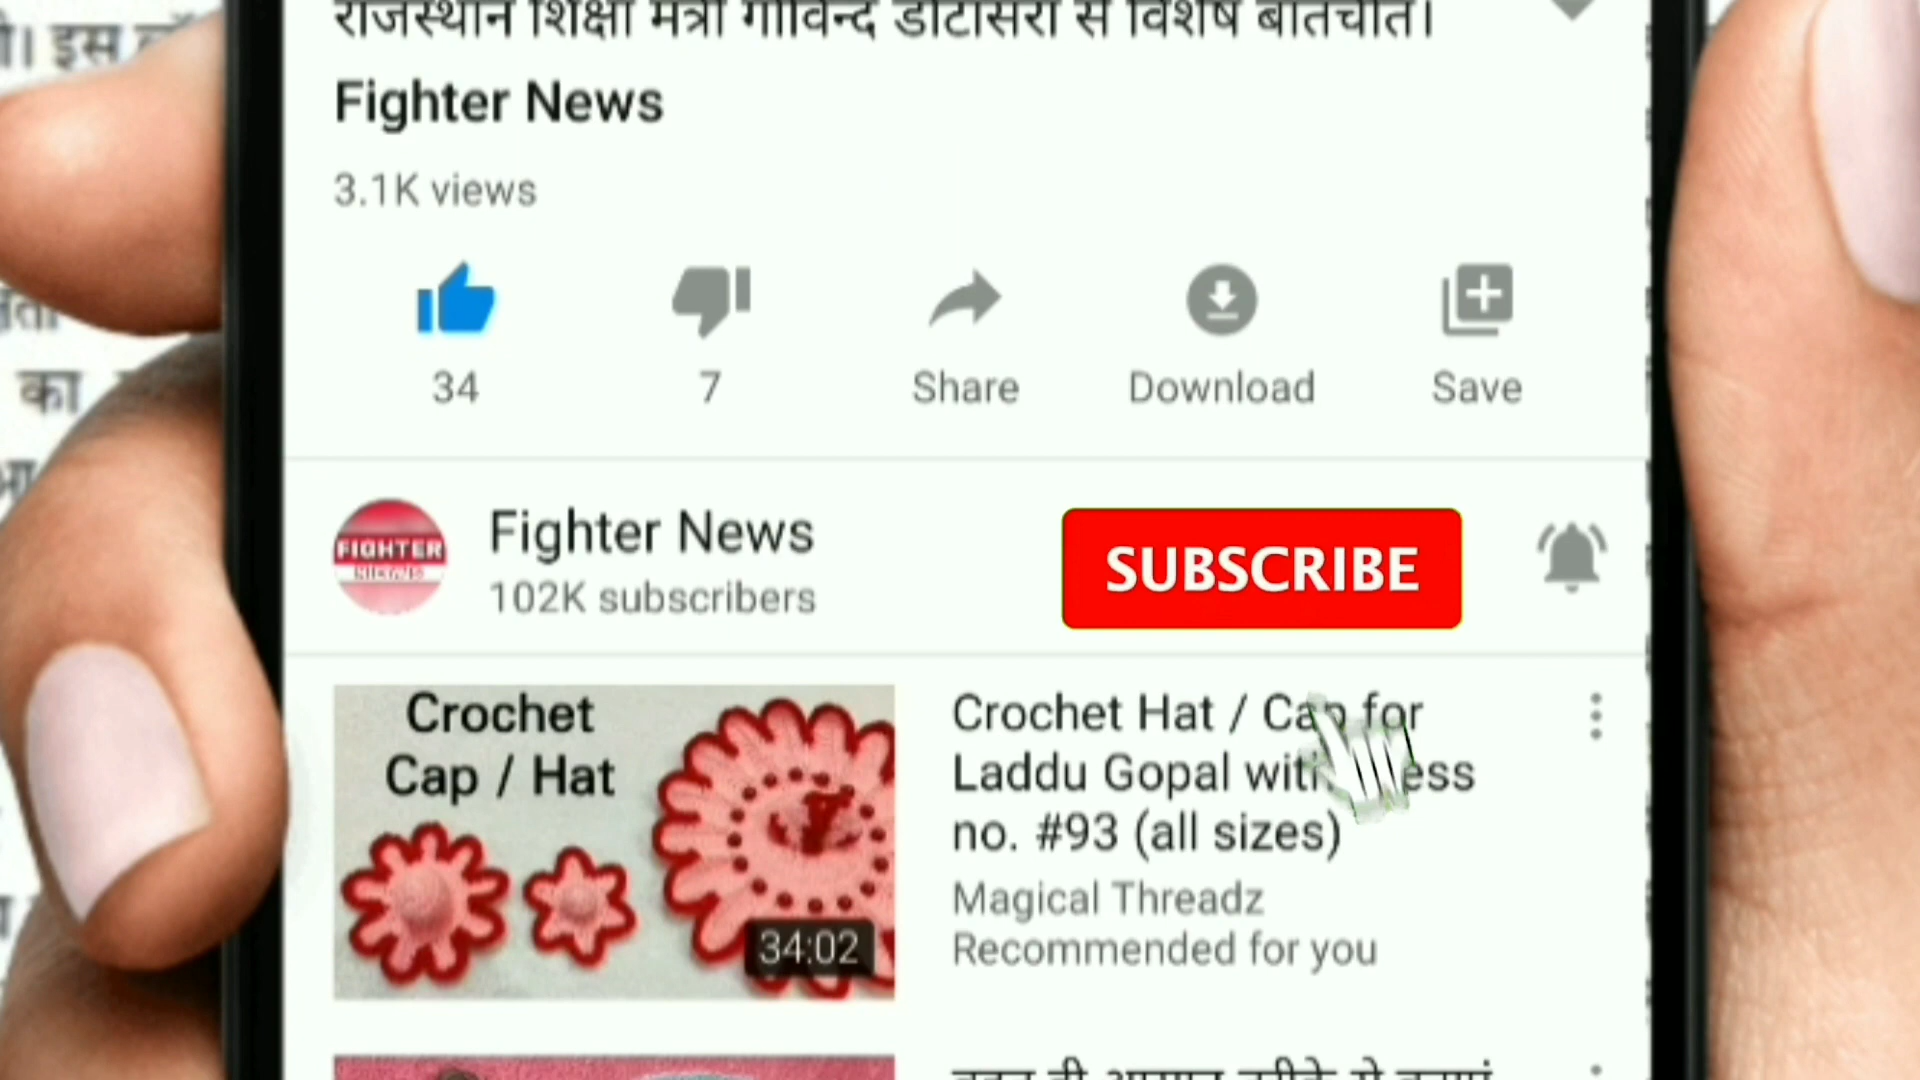 राजस्थान शिक्षा मंत्री गोविन्द डोटासरा से विशेष बातचीत।
Fighter News
3.1K views
34
7
Share
Download
Save
FIGHTER
Fighter News
102K subscribers
SUBSCRIBE
Crochet
Cap / Hat
34:02
Crochet Hat / Cap for
Laddu Gopal with
no. #93 (all sizes)
Magical Threadz
Recommended for you
इस
का